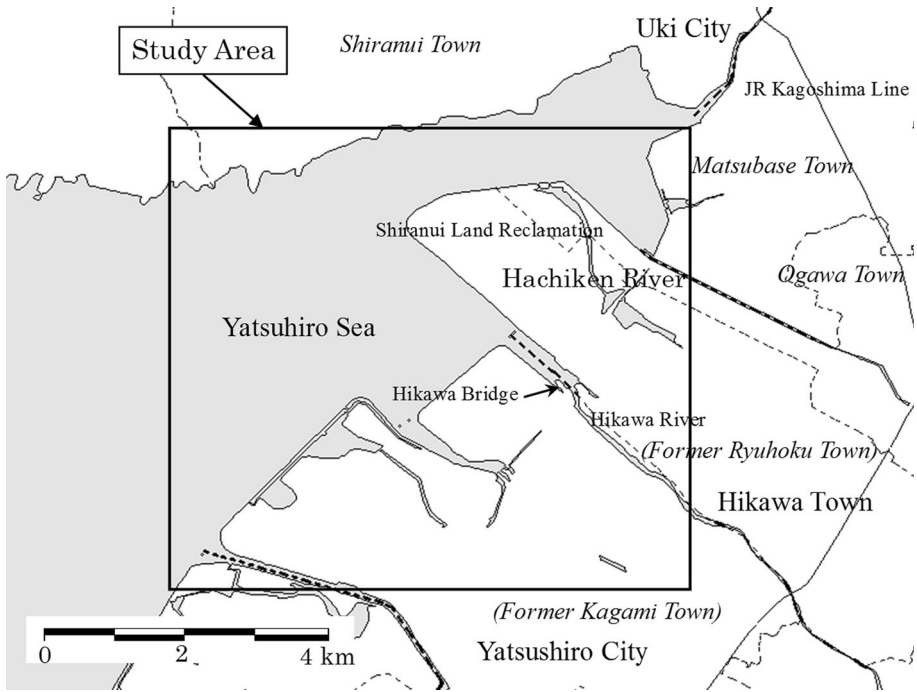 Uki City
Shiranui Town
Study Area
JR Kagoshima Line
Matsubase Town
Shiranui Land Reclamation
Hachiken River
Ogawa Town
Yatsuhiro Sea
Hikawa Bridge
Hikawa River
(Former Ryuhoku Town)
Hikawa Town
(Former Kagami Town)
Yatsushiro City
0 2 4 km